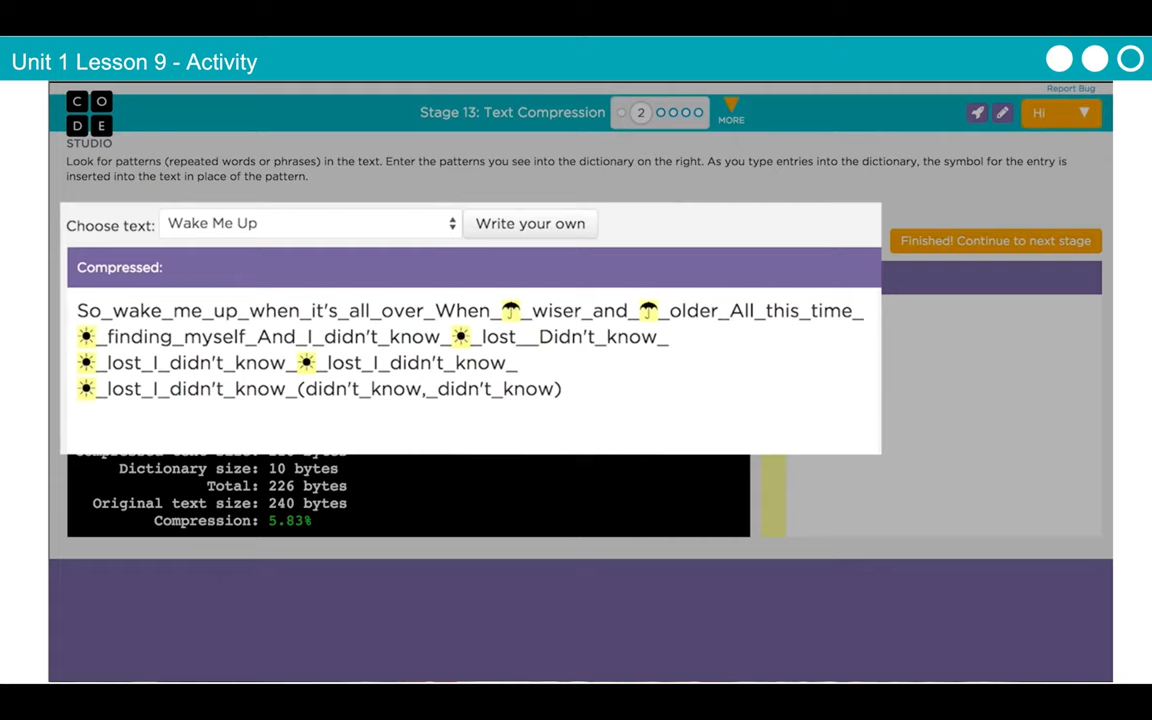 Unit 1 Lesson 9 - Activity
Report Bug
C O
D E
STUDIO
Stage 13: Text Compression
2
MORE
Hi
Look for patterns (repeated words or phrases) in the text. Enter the patterns you see into the dictionary on the right. As you type entries into the dictionary, the symbol for the entry is
inserted into the text in place of the pattern.
Choose text: Wake Me Up Write your own
Finished! Continue to next stage
Compressed:
So_wake_me_up_when_it's_all_over_When_☂_wiser_and_☂_older_All_this_time_
☀_finding_myself_And_I_didn't_know_☀_lost__Didn't_know_
☀_lost_I_didn't_know_☀_lost_I_didn't_know_
☀_lost_I_didn't_know_(didn't_know,_didn't_know)
Dictionary size: 10 bytes
Total: 226 bytes
Original text size: 240 bytes
Compression: 5.83%